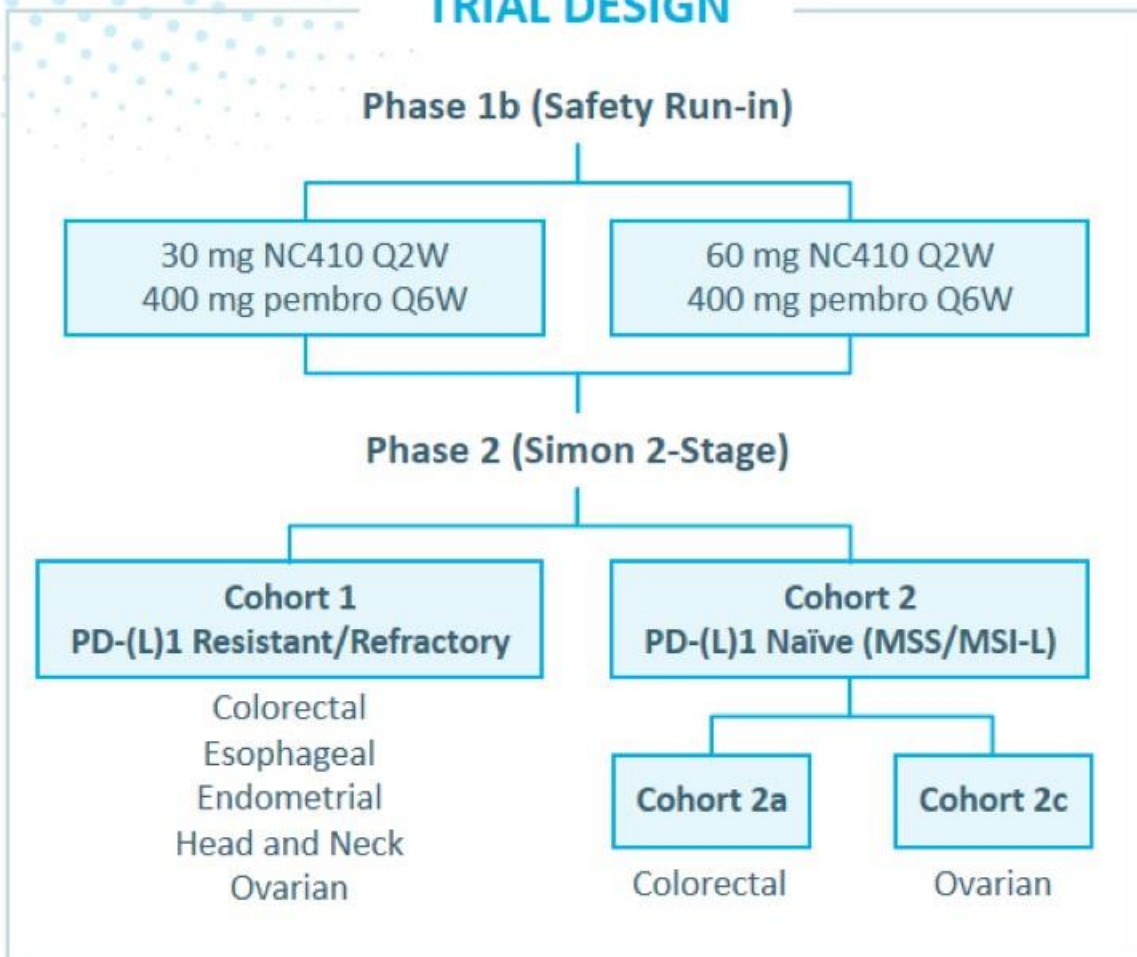 TRIAL DESIGN
Phase 1b (Safety Run-in)
30 mg NC410 Q2W
400 mg pembro Q6W
60 mg NC410 Q2W
400 mg pembro Q6W
Phase 2 (Simon 2-Stage)
Cohort 1
PD-(L)1 Resistant/Refractory
Colorectal
Esophageal
Endometrial
Head and Neck
Ovarian
Cohort 2
PD-(L)1 Naïve (MSS/MSI-L)
Cohort 2a
Colorectal
Cohort 2c
Ovarian